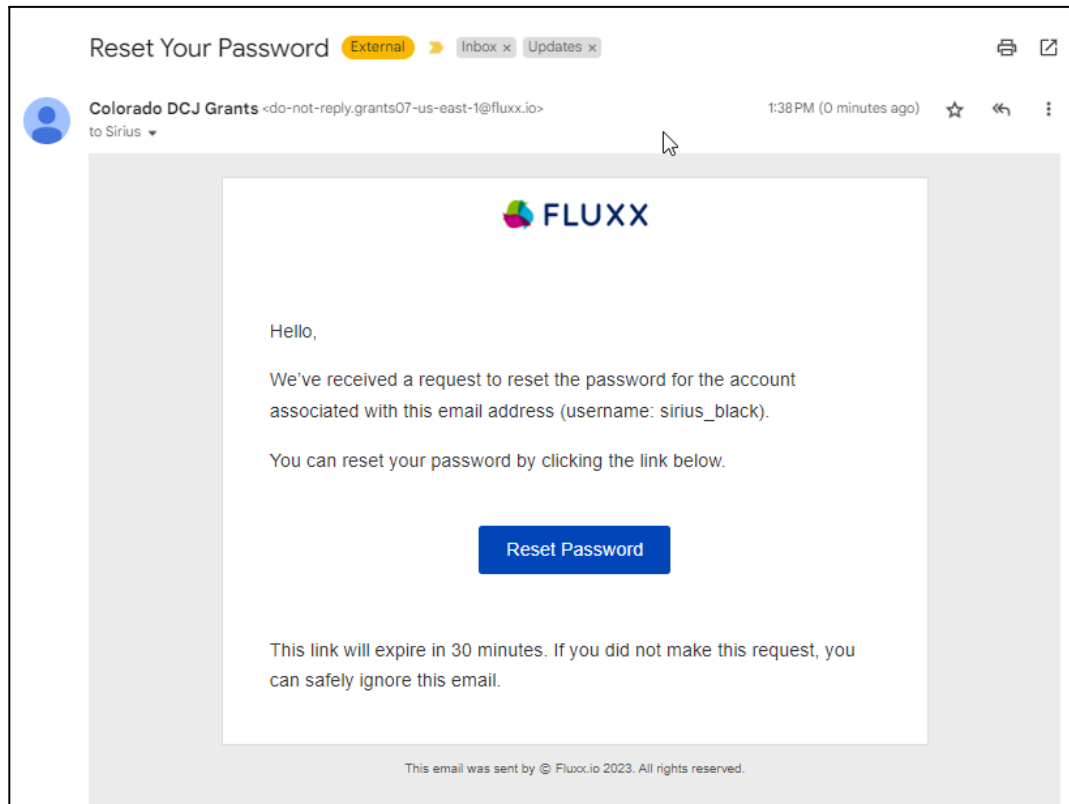 Reset Your Password External Inbox x Updates x
Colorado DCJ Grants <do-not-reply.grants07-us-east-1@fluxx.io> 1:38 PM (0 minutes ago)
to Sirius
FLUXX
Hello,
We've received a request to reset the password for the account
associated with this email address (username: sirius_black).
You can reset your password by clicking the link below.
Reset Password
This link will expire in 30 minutes. If you did not make this request, you
can safely ignore this email.
This email was sent by © Fluxx.io 2023. All rights reserved.